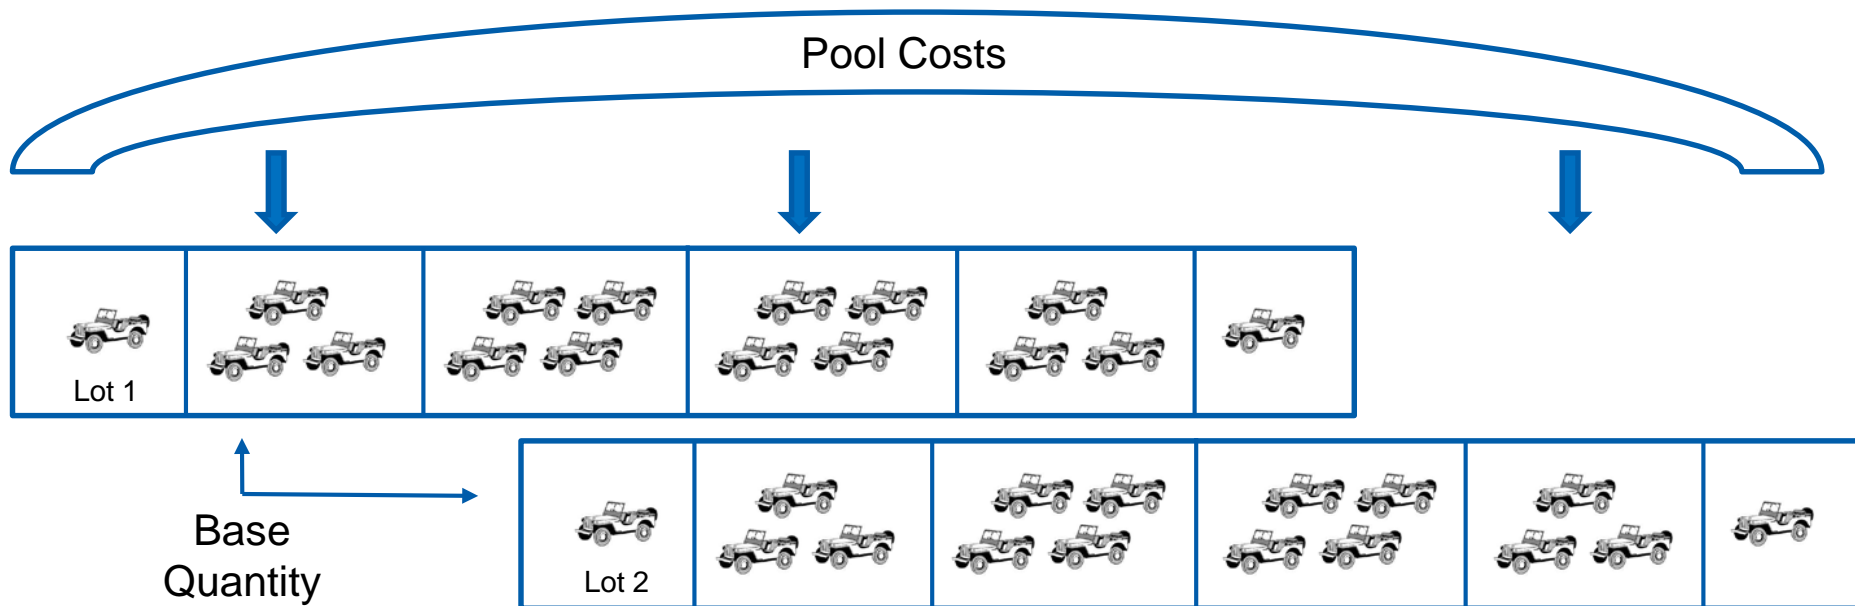 Pool Costs
Lot 1
Base
Quantity
Lot 2